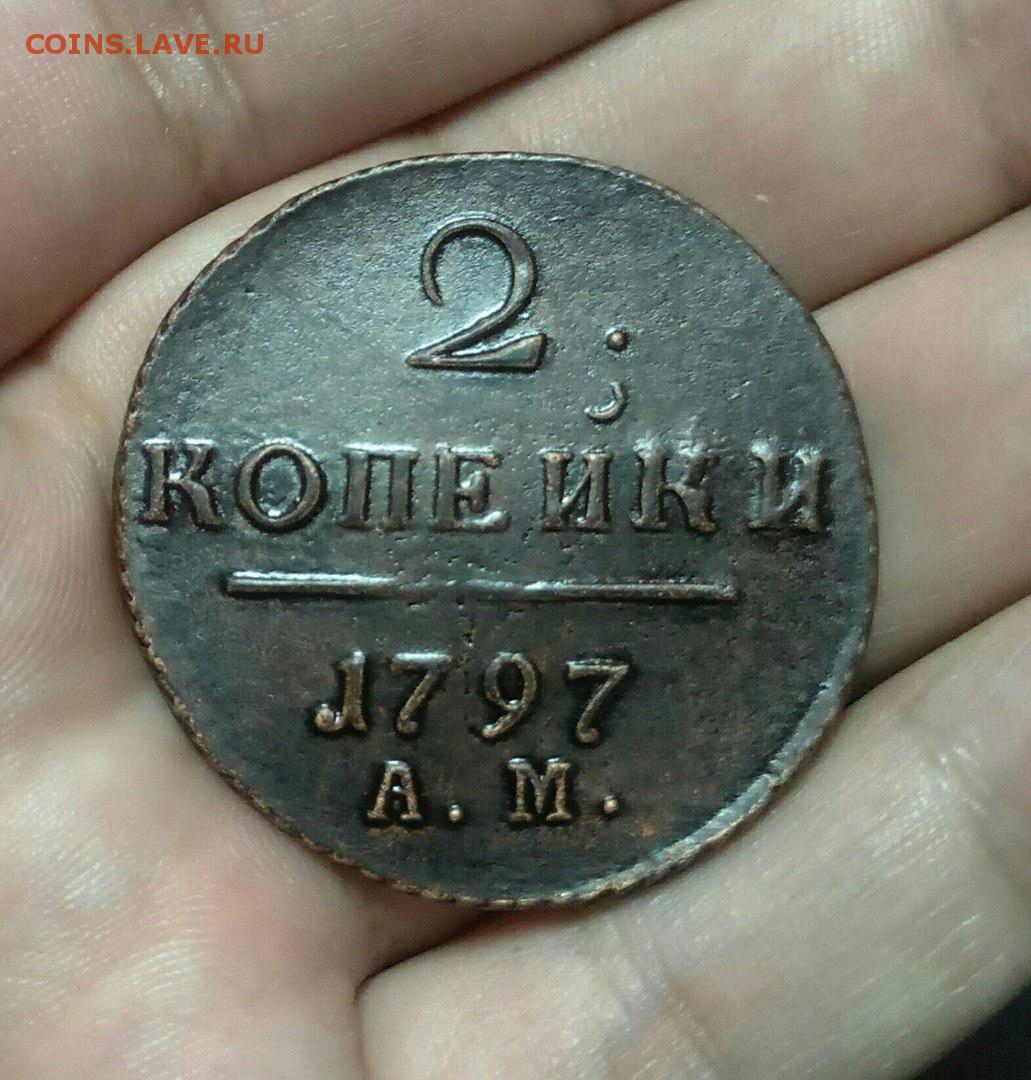 COINS.LAVE.RU
2.
КОПЕЙКИ
1797
А. М.